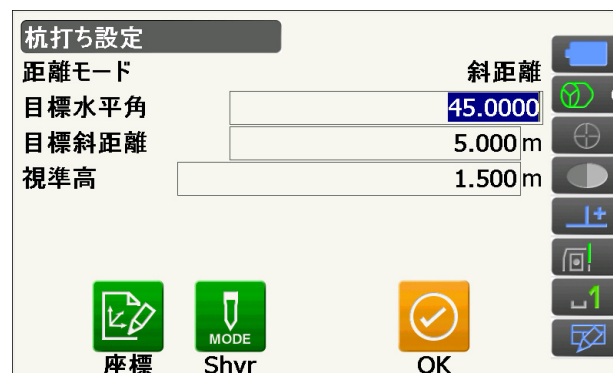 杭打ち設定
距離モード 斜距離
目標水平角 45.0000
目標斜距離 5.000 m
視準高 1.500 m
MODE
座標 Shvr OK